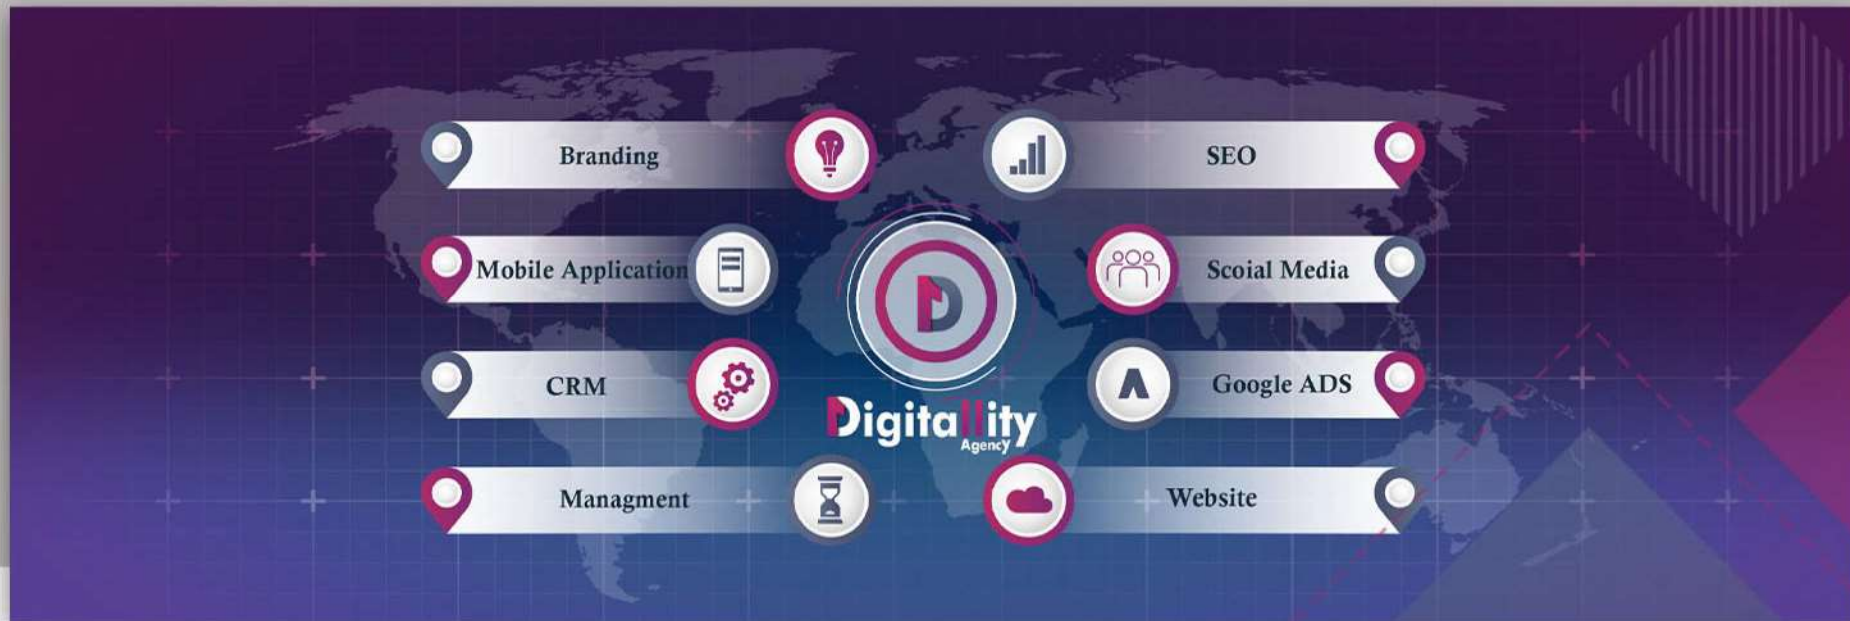 Branding
SEO
Mobile Application
Scoial Media
CRM
Google ADS
Digitallity
Agency
Managment
Website